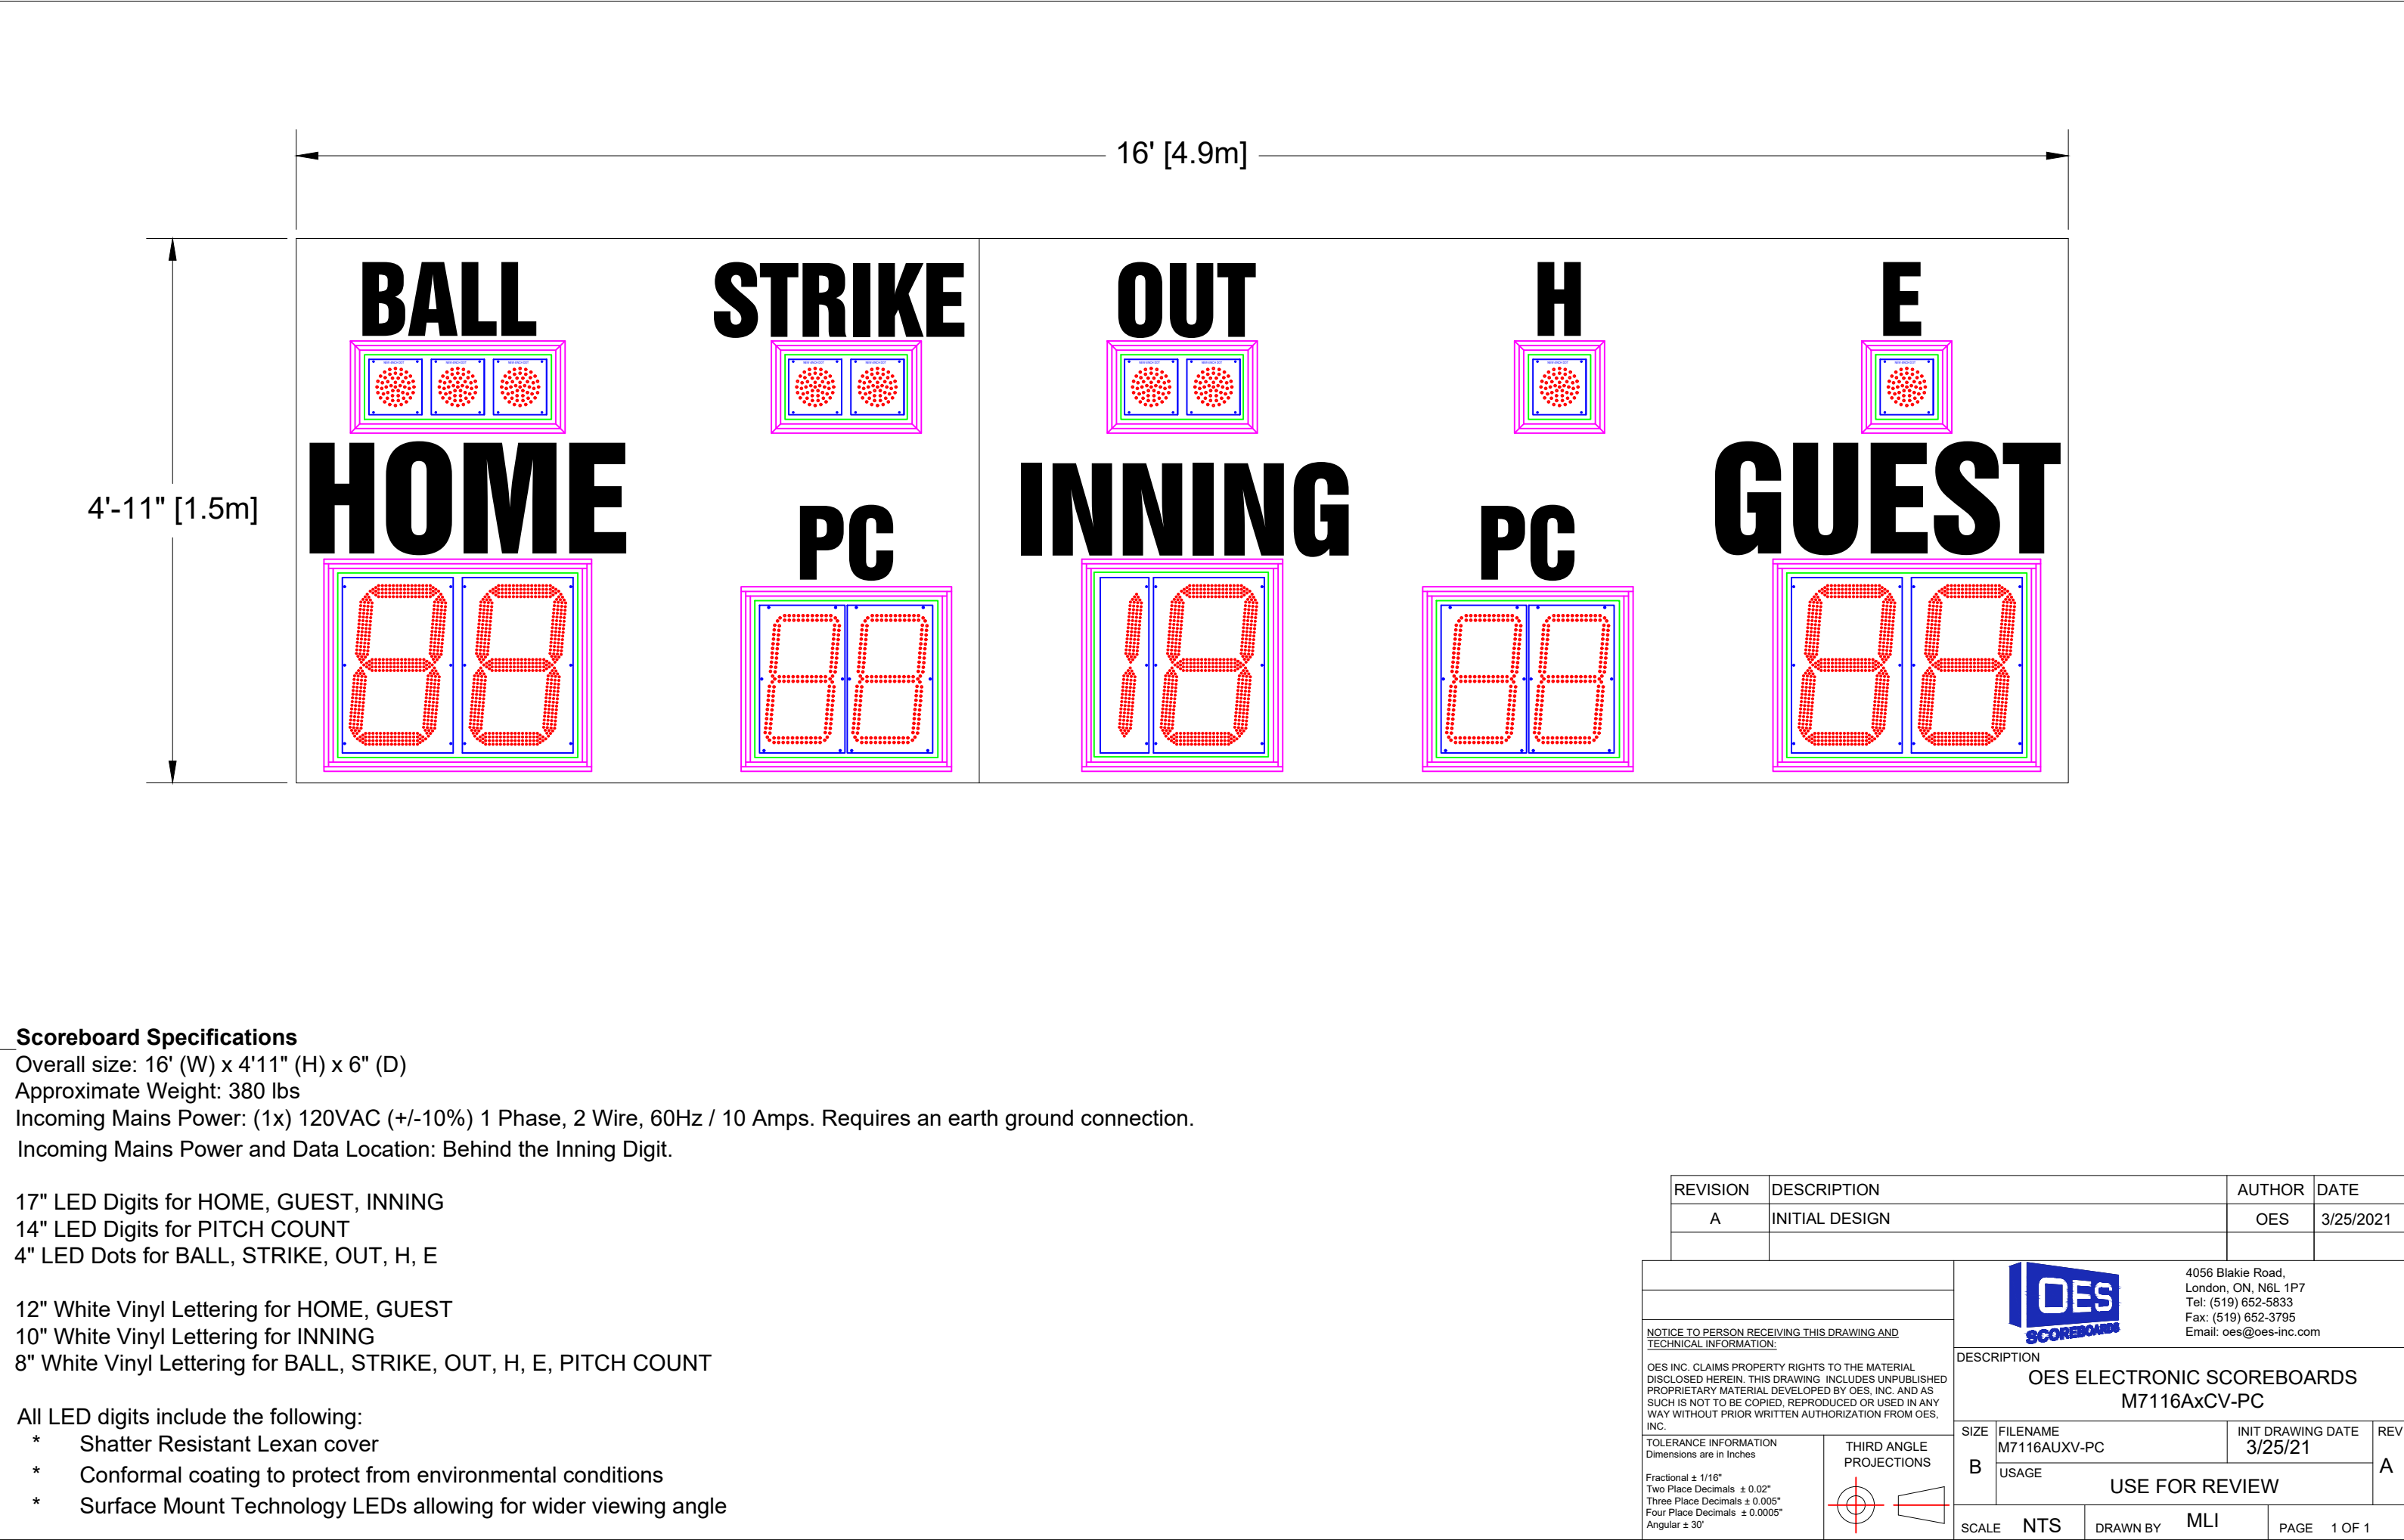 16' [4.9m]
4'-11" [1.5m]
BALL STRIKE OUT H E
HOME PC INNING PC GUEST
Scoreboard Specifications
Overall size: 16' (W) x 4'11" (H) x 6" (D)
Approximate Weight: 380 lbs
Incoming Mains Power: (1x) 120VAC (+/-10%) 1 Phase, 2 Wire, 60Hz / 10 Amps. Requires an earth ground connection.
Incoming Mains Power and Data Location: Behind the Inning Digit.
17" LED Digits for HOME, GUEST, INNING
14" LED Digits for PITCH COUNT
4" LED Dots for BALL, STRIKE, OUT, H, E
12" White Vinyl Lettering for HOME, GUEST
10" White Vinyl Lettering for INNING
8" White Vinyl Lettering for BALL, STRIKE, OUT, H, E, PITCH COUNT
All LED digits include the following:
* Shatter Resistant Lexan cover
* Conformal coating to protect from environmental conditions
* Surface Mount Technology LEDs allowing for wider viewing angle
REVISION DESCRIPTION AUTHOR DATE
A INITIAL DESIGN OES 3/25/2021
NOTICE TO PERSON RECEIVING THIS DRAWING AND
TECHNICAL INFORMATION:
OES INC. CLAIMS PROPERTY RIGHTS TO THE MATERIAL
DISCLOSED HEREIN. THIS DRAWING INCLUDES UNPUBLISHED
PROPRIETARY MATERIAL DEVELOPED BY OES, INC. AND AS
SUCH IS NOT TO BE COPIED, REPRODUCED OR USED IN ANY
WAY WITHOUT PRIOR WRITTEN AUTHORIZATION FROM OES,
INC.
TOLERANCE INFORMATION
Dimensions are in Inches
Fractional ± 1/16"
Two Place Decimals ± 0.02"
Three Place Decimals ± 0.005"
Four Place Decimals ± 0.0005"
Angular ± 30'
THIRD ANGLE
PROJECTIONS
OES
SCOREBOARDS
4056 Blakie Road,
London, ON, N6L 1P7
Tel: (519) 652-5833
Fax: (519) 652-3795
Email: oes@oes-inc.com
DESCRIPTION
OES ELECTRONIC SCOREBOARDS
M7116AxCV-PC
SIZE
B
FILENAME
M7116AUXV-PC
INIT DRAWING DATE
3/25/21
REV
A
USAGE
USE FOR REVIEW
SCALE NTS
DRAWN BY MLI
PAGE 1 OF 1